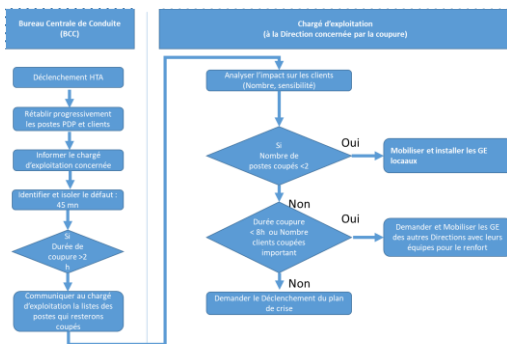 Bureau Centrale de Conduite
(BCC)
Déclenchement HTA
Rétablir progressivement
les postes PDP et clients
Informer le chargé
d'exploitation concernée
Identifier et isoler le défaut :
45 mn
Si
Durée de
coupure >2
h
Communiquer au chargé
d'exploitation la listes des
postes qui resterons
coupés
Chargé d'exploitation
(à la Direction concernée par la coupure)
Analyser l'impact sur les clients
(Nombre, sensibilité)
Si
Nombre de
postes coupés <2
Oui
Mobiliser et installer les GE
locaux
Non
Durée coupure
< 8h ou Nombre
clients coupées
important
Oui
Demander et Mobiliser les GE
des autres Directions avec leurs
équipes pour le renfort
Non
Demander le Déclenchement du plan
de crise